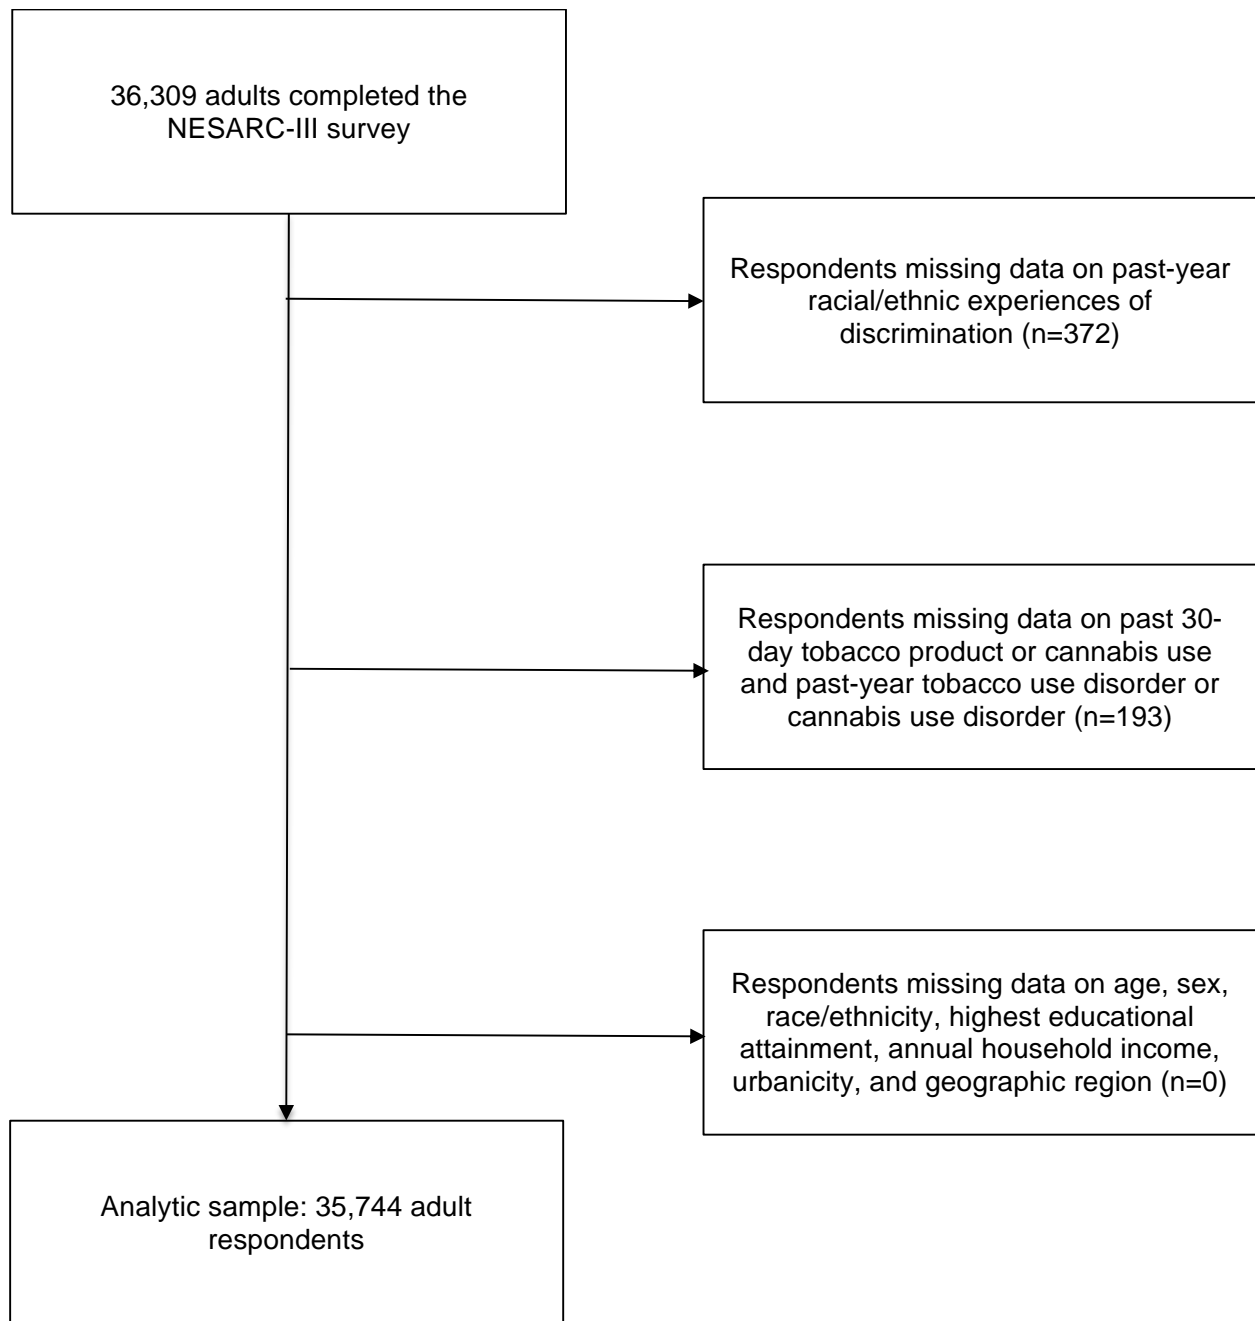 36,309 adults completed the
NESARC-III survey
Respondents missing data on past-year
racial/ethnic experiences of
discrimination (n=372)
Respondents missing data on past 30-
day tobacco product or cannabis use
and past-year tobacco use disorder or
cannabis use disorder (n=193)
Respondents missing data on age, sex,
race/ethnicity, highest educational
attainment, annual household income,
urbanicity, and geographic region (n=0)
Analytic sample: 35,744 adult
respondents